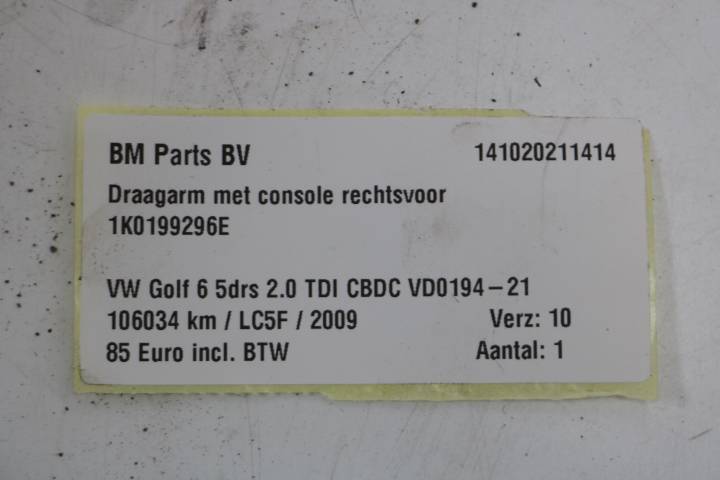 BM Parts BV 141020211414
Draagarm met console rechtsvoor
1K0199296E
VW Golf 6 5drs 2.0 TDI CBDC VD0194-21
106034 km / LC5F / 2009 Verz: 10
85 Euro incl. BTW Aantal: 1